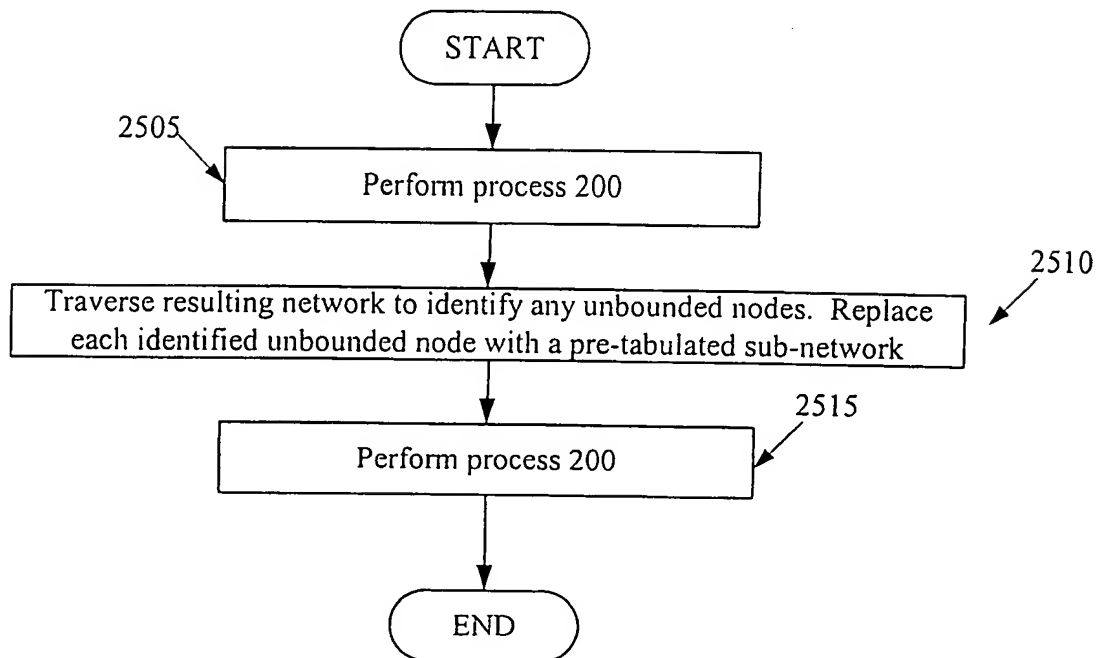 START
2505
Perform process 200
2510
Traverse resulting network to identify any unbounded nodes. Replace
each identified unbounded node with a pre-tabulated sub-network
2515
Perform process 200
END